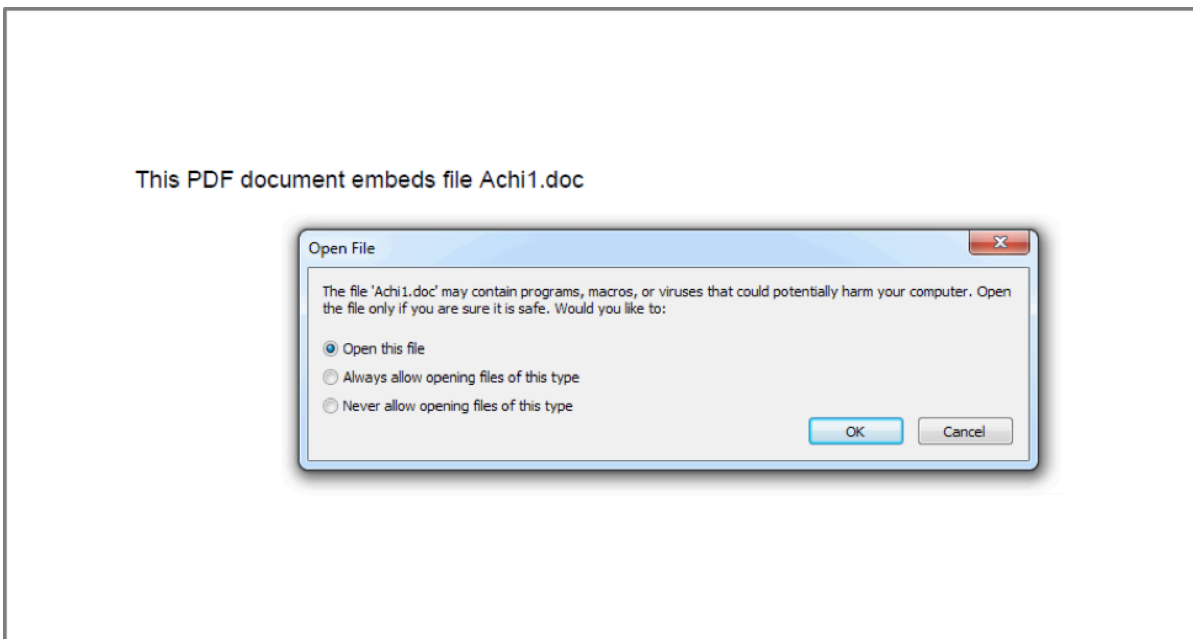 This PDF document embeds file Achi1.doc
Open File
The file 'Achi1.doc' may contain programs, macros, or viruses that could potentially harm your computer. Open
the file only if you are sure it is safe. Would you like to:
Open this file
Always allow opening files of this type
Never allow opening files of this type
OK Cancel